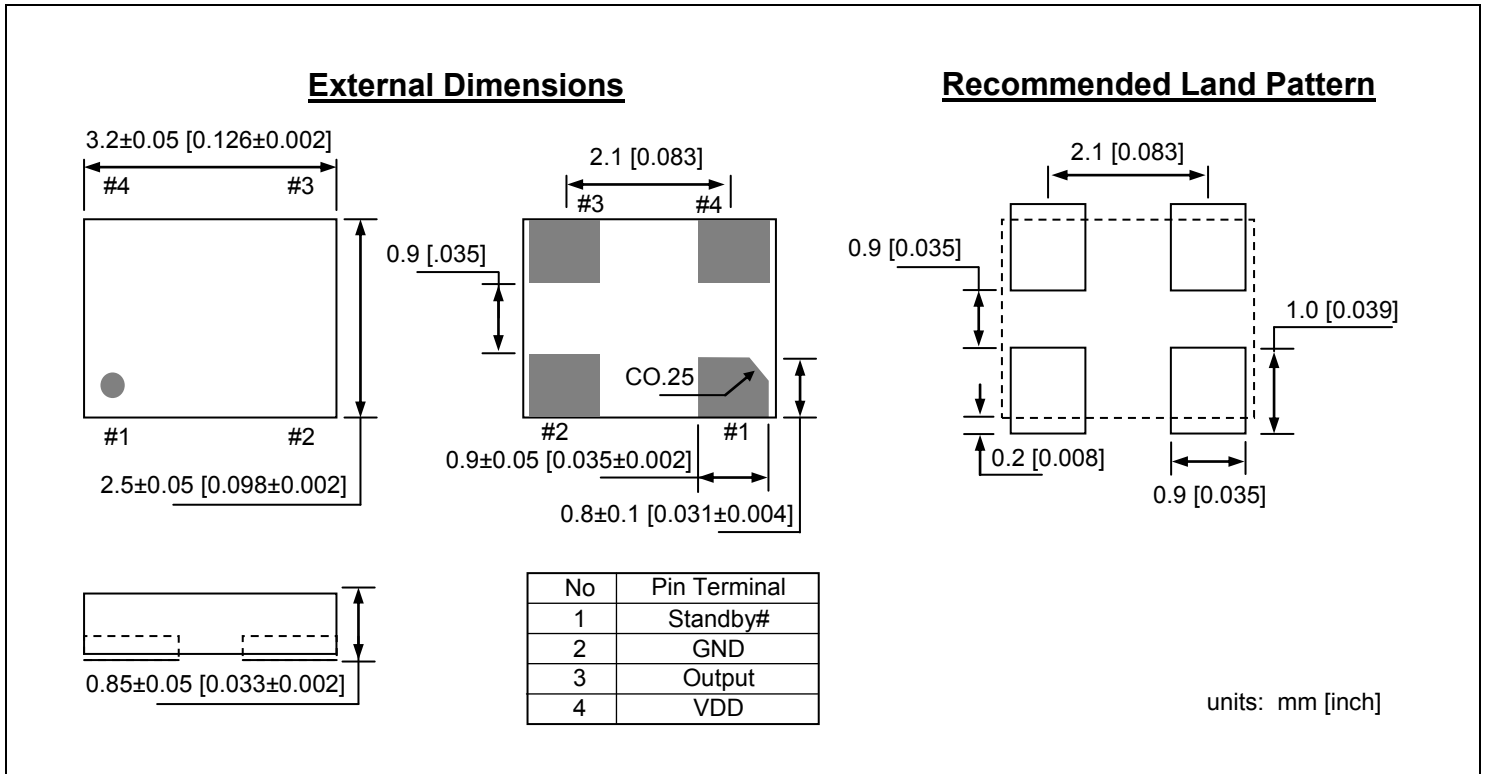 External Dimensions
Recommended Land Pattern
3.2±0.05 [0.126±0.002]
#4 #3
#1 #2
2.5±0.05 [0.098±0.002]
2.1 [0.083]
#3 #4
0.9 [.035]
CO.25
#2 #1
0.9±0.05 [0.035±0.002]
0.8±0.1 [0.031±0.004]
2.1 [0.083]
0.9 [0.035]
1.0 [0.039]
0.2 [0.008]
0.9 [0.035]
0.85±0.05 [0.033±0.002]
No Pin Terminal
1 Standby#
2 GND
3 Output
4 VDD
units: mm [inch]